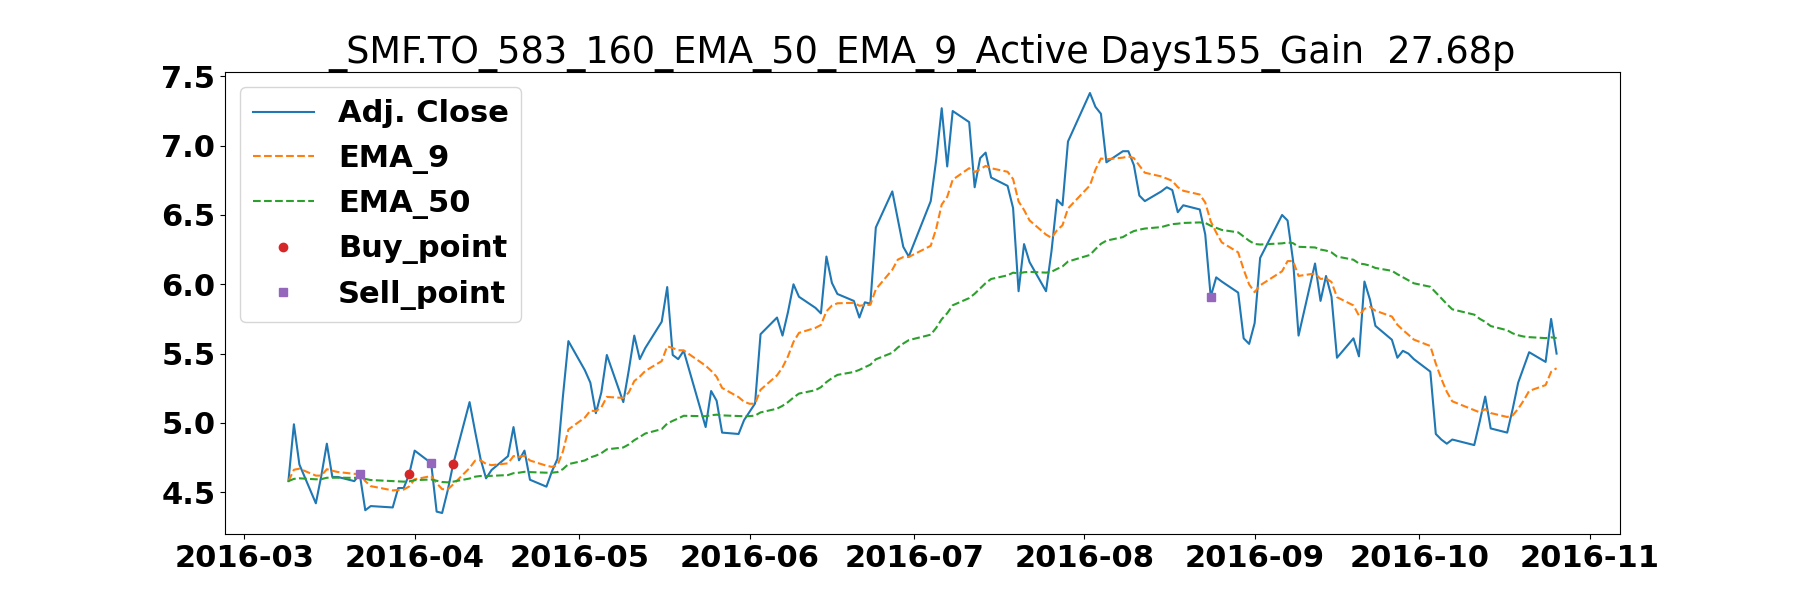 _SMF.TO_583_160_EMA_50_EMA_9_Active Days155_Gain  27.68p
7.5
7.0
6.5
6.0
5.5
5.0
4.5
Adj. Close
EMA_9
EMA_50
Buy_point
Sell_point
2016-03 2016-04 2016-05 2016-06 2016-07 2016-08 2016-09 2016-10 2016-11